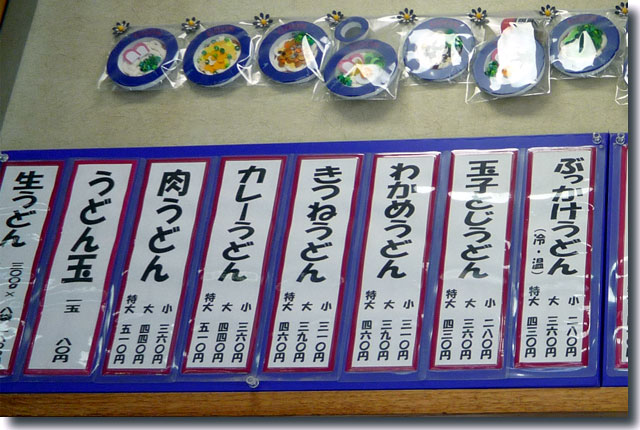 ぶっかけうどん
(冷・温)
小 二八〇円
大 三六〇円
特大 四三〇円
玉子とじうどん
小 二八〇円
大 三六〇円
特大 四三〇円
わかめうどん
小 三一〇円
大 三九〇円
特大 四六〇円
きつねうどん
小 三一〇円
大 三九〇円
特大 四六〇円
カレーうどん
小 三六〇円
大 四四〇円
特大 五一〇円
肉うどん
小 三六〇円
大 四四〇円
特大 五一〇円
うどん玉
一玉 八〇円
生うどん